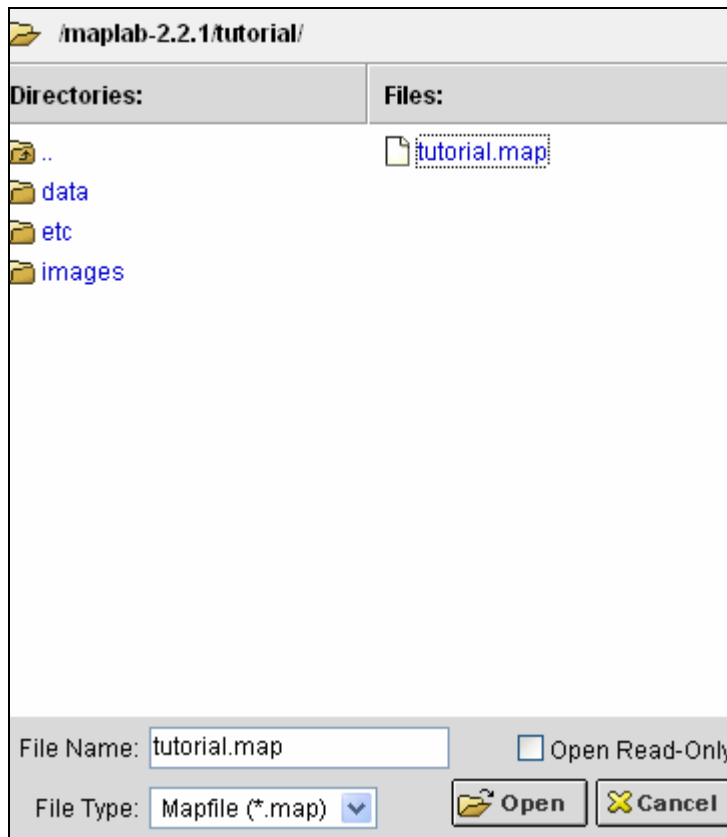 /maplab-2.2.1/tutorial/
Directories: Files:
.. tutorial.map
data
etc
images
File Name: tutorial.map Open Read-Only
File Type: Mapfile (*.map) Open Cancel